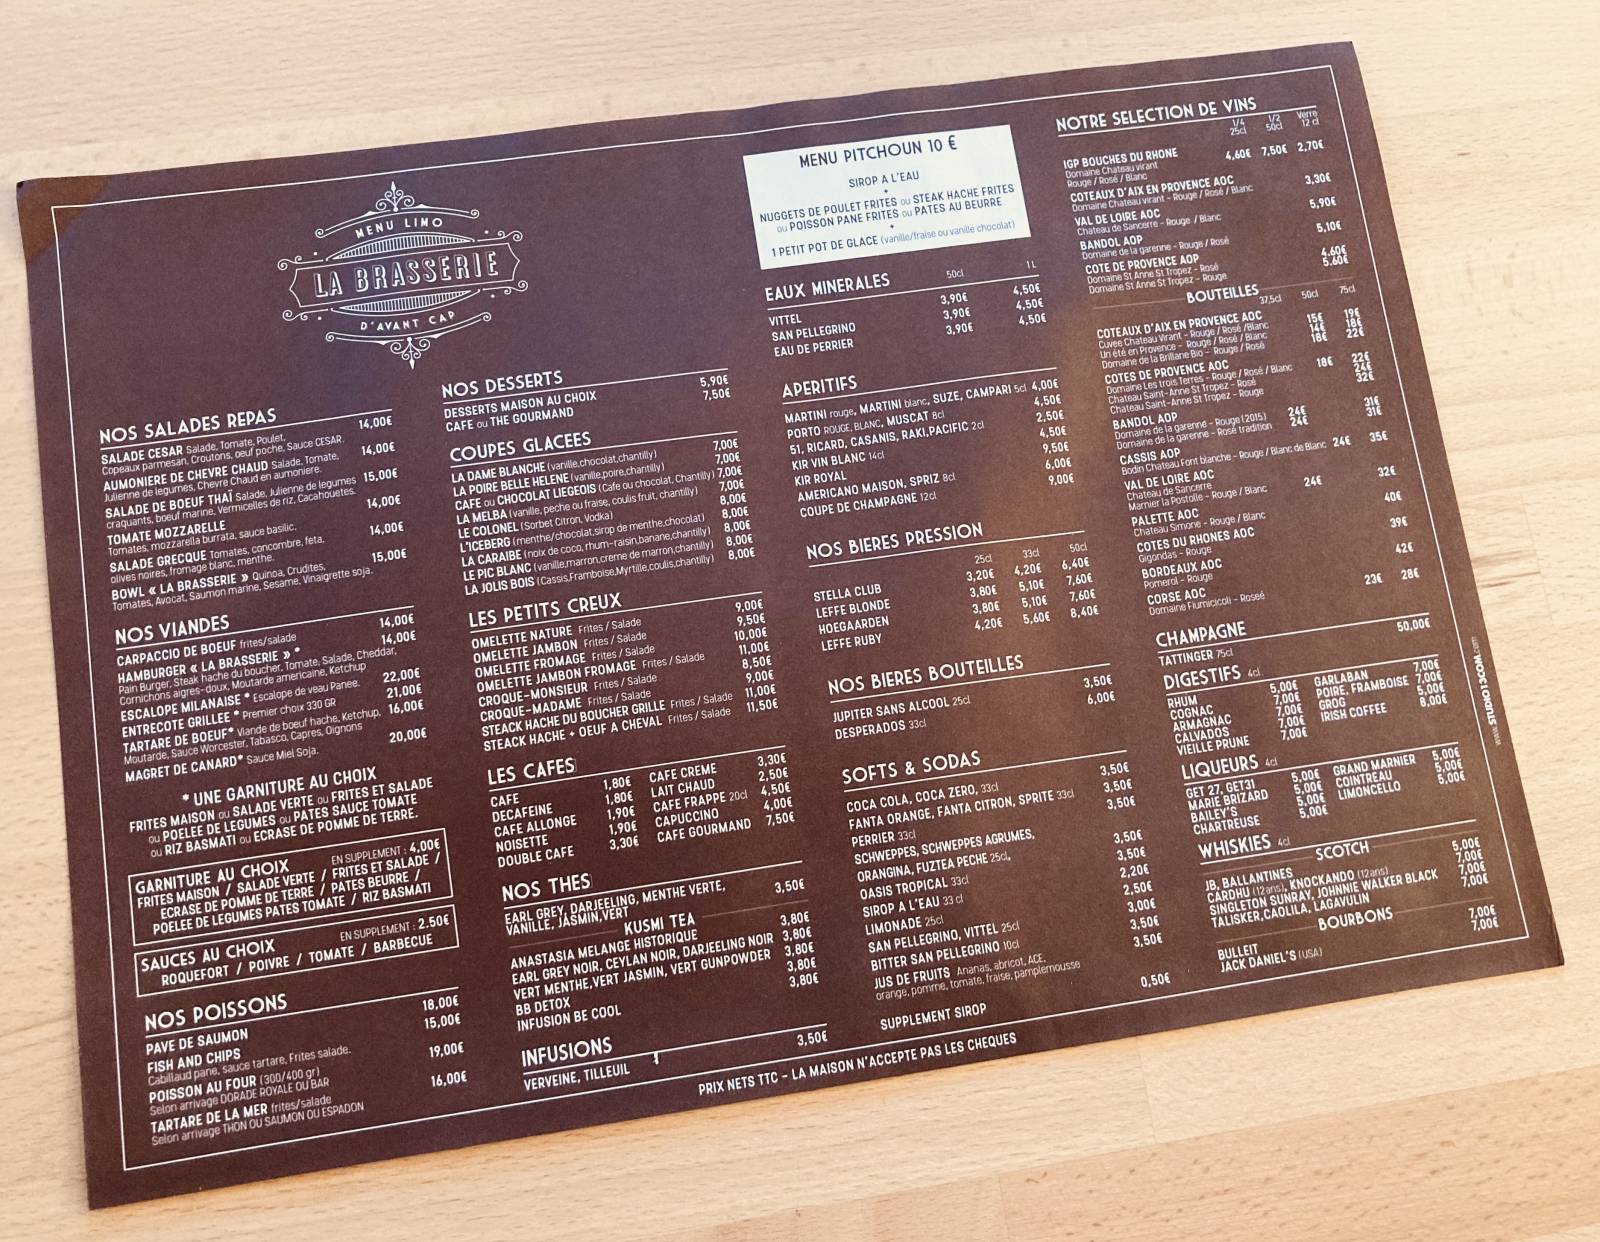 MENU LIMO
LA BRASSERIE
D'AVANT CAP
NOS SALADES REPAS
SALADE CESAR Salade, Tomate, Poulet, 14,00€
Copeaux parmesan, Croutons, oeuf poche, Sauce CESAR.
AUMONIERE DE CHEVRE CHAUD Salade, Tomate, 14,00€
Julienne de legumes, Chevre Chaud en aumoniere.
SALADE DE BOEUF THAÏ Salade, Julienne de legumes 15,00€
craquants, boeuf marine, Vermicelles de riz, Cacahouetes.
TOMATE MOZZARELLE 14,00€
Tomates, mozzarella burrata, sauce basilic.
SALADE GRECQUE Tomates, concombre, feta, 14,00€
olives noires, fromage blanc, menthe.
BOWL « LA BRASSERIE » Quinoa, Crudites, 15,00€
Tomates, Avocat, Saumon marine, Sesame, Vinaigrette soja.
NOS VIANDES
CARPACCIO DE BOEUF frites/salade 14,00€
HAMBURGER « LA BRASSERIE » * 14,00€
Pain Burger, Steak hache du boucher, Tomate, Salade, Cheddar,
Cornichons aigres-doux, Moutarde americaine, Ketchup
ESCALOPE MILANAISE * Escalope de veau Panee. 22,00€
ENTRECOTE GRILLEE * Premier choix 330 GR 21,00€
TARTARE DE BOEUF* Viande de boeuf hache, Ketchup, 16,00€
Moutarde, Sauce Worcester, Tabasco, Capres, Oignons
MAGRET DE CANARD* Sauce Miel Soja. 20,00€
* UNE GARNITURE AU CHOIX
FRITES MAISON ou SALADE VERTE ou FRITES ET SALADE
ou POELEE DE LEGUMES ou PATES SAUCE TOMATE
ou RIZ BASMATI ou ECRASE DE POMME DE TERRE.
GARNITURE AU CHOIX EN SUPPLEMENT : 4,00€
FRITES MAISON / SALADE VERTE / FRITES ET SALADE /
ECRASE DE POMME DE TERRE / PATES BEURRE /
POELEE DE LEGUMES PATES TOMATE / RIZ BASMATI
SAUCES AU CHOIX EN SUPPLEMENT : 2.50€
ROQUEFORT / POIVRE / TOMATE / BARBECUE
NOS POISSONS
PAVE DE SAUMON 18,00€
FISH AND CHIPS 15,00€
Cabillaud pane, sauce tartare, Frites salade.
POISSON AU FOUR (300/400 gr) 19,00€
Selon arrivage DORADE ROYALE OU BAR
TARTARE DE LA MER frites/salade 16,00€
Selon arrivage THON OU SAUMON OU ESPADON
NOS DESSERTS
DESSERTS MAISON AU CHOIX 5,90€
CAFE ou THE GOURMAND 7,50€
COUPES GLACEES
LA DAME BLANCHE (vanille,chocolat,chantilly) 7,00€
LA POIRE BELLE HELENE (vanille,poire,chantilly) 7,00€
CAFE ou CHOCOLAT LIEGEOIS (Cafe ou chocolat, Chantilly) 7,00€
LA MELBA (vanille, peche ou fraise, coulis fruit, chantilly) 7,00€
LE COLONEL (Sorbet Citron, Vodka) 8,00€
L'ICEBERG (menthe/chocolat,sirop de menthe,chocolat) 8,00€
LA CARAIBE (noix de coco, rhum-raisin,banane,chantilly) 8,00€
LE PIC BLANC (vanille,marron,creme de marron,chantilly) 8,00€
LA JOLIS BOIS (Cassis,Framboise,Myrtille,coulis,chantilly) 8,00€
LES PETITS CREUX
OMELETTE NATURE Frites / Salade 9,00€
OMELETTE JAMBON Frites / Salade 9,50€
OMELETTE FROMAGE Frites / Salade 10,00€
OMELETTE JAMBON FROMAGE Frites / Salade 11,00€
CROQUE-MONSIEUR Frites / Salade 8,50€
CROQUE-MADAME Frites / Salade 9,00€
STEACK HACHE DU BOUCHER GRILLE Frites / Salade 11,00€
STEACK HACHE + OEUF A CHEVAL Frites / Salade 11,50€
LES CAFES
CAFE 1,80€ CAFE CREME 3,30€
DECAFEINE 1,80€ LAIT CHAUD 2,50€
CAFE ALLONGE 1,90€ CAFE FRAPPE 20cl 4,50€
NOISETTE 1,90€ CAPUCCINO 4,00€
DOUBLE CAFE 3,30€ CAFE GOURMAND 7,50€
NOS THES
EARL GREY, DARJEELING, MENTHE VERTE, 3,50€
VANILLE, JASMIN,VERT
KUSMI TEA
ANASTASIA MELANGE HISTORIQUE 3,80€
EARL GREY NOIR, CEYLAN NOIR, DARJEELING NOIR 3,80€
VERT MENTHE,VERT JASMIN, VERT GUNPOWDER 3,80€
BB DETOX 3,80€
INFUSION BE COOL 3,80€
INFUSIONS
VERVEINE, TILLEUIL 3,50€
MENU PITCHOUN 10 €
SIROP A L'EAU
+
NUGGETS DE POULET FRITES ou STEAK HACHE FRITES
ou POISSON PANE FRITES ou PATES AU BEURRE
+
1 PETIT POT DE GLACE (vanille/fraise ou vanille chocolat)
EAUX MINERALES 50cl 1 L
VITTEL 3,90€ 4,50€
SAN PELLEGRINO 3,90€ 4,50€
EAU DE PERRIER 3,90€ 4,50€
APERITIFS
MARTINI rouge, MARTINI blanc, SUZE, CAMPARI 5cl 4,00€
PORTO ROUGE, BLANC, MUSCAT 8cl 4,50€
51, RICARD, CASANIS, RAKI,PACIFIC 2cl 2,50€
KIR VIN BLANC 14cl 4,50€
KIR ROYAL 9,50€
AMERICANO MAISON, SPRIZ 8cl 6,00€
COUPE DE CHAMPAGNE 12cl 9,00€
NOS BIERES PRESSION
25cl 33cl 50cl
STELLA CLUB 3,20€ 4,20€ 6,40€
LEFFE BLONDE 3,80€ 5,10€ 7,60€
HOEGAARDEN 3,80€ 5,10€ 7,60€
LEFFE RUBY 4,20€ 5,60€ 8,40€
NOS BIERES BOUTEILLES
JUPITER SANS ALCOOL 25cl 3,50€
DESPERADOS 33cl 6,00€
SOFTS & SODAS
COCA COLA, COCA ZERO, 33cl 3,50€
FANTA ORANGE, FANTA CITRON, SPRITE 33cl 3,50€
PERRIER 33cl 3,50€
SCHWEPPES, SCHWEPPES AGRUMES,
ORANGINA, FUZTEA PECHE 25cl, 3,50€
OASIS TROPICAL 33cl 3,50€
SIROP A L'EAU 33 cl 2,20€
LIMONADE 25cl 2,50€
SAN PELLEGRINO, VITTEL 25cl 3,00€
BITTER SAN PELLEGRINO 10cl 3,50€
JUS DE FRUITS Ananas, abricot, ACE, 3,50€
orange, pomme, tomate, fraise, pamplemousse
SUPPLEMENT SIROP 0,50€
PRIX NETS TTC - LA MAISON N'ACCEPTE PAS LES CHEQUES
NOTRE SELECTION DE VINS
1/4 25cl 1/2 50cl Verre 12 cl
IGP BOUCHES DU RHONE 4,60€ 7,50€ 2,70€
Domaine Chateau virant
Rouge / Rosé / Blanc
COTEAUX D'AIX EN PROVENCE AOC 3,30€
Domaine Chateau virant - Rouge / Rosé / Blanc
VAL DE LOIRE AOC 5,90€
Chateau de Sancerre - Rouge / Blanc
BANDOL AOP 5,10€
Domaine de la garenne - Rouge / Rosé
COTE DE PROVENCE AOP
Domaine St Anne St Tropez - Rosé 4.60€
Domaine St Anne St Tropez - Rouge 5.60€
BOUTEILLES 37,5cl 50cl 75cl
COTEAUX D'AIX EN PROVENCE AOC
Cuvee Chateau Virant - Rouge / Rosé /Blanc 15€ 19€
Un été en Provence - Rouge / Rosé / Blanc 14€ 18€
Domaine de la Brillane Bio - Rouge / Rosé 18€ 22€
COTES DE PROVENCE AOC
Domaine Les trois Terres - Rouge / Rosé / Blanc 18€ 22€
Chateau Saint-Anne St Tropez - Rosé 24€
Chateau Saint-Anne St Tropez - Rouge 32€
BANDOL AOP
Domaine de la garenne - Rouge (2015) 24€ 31€
Domaine de la garenne - Rosé tradition 24€ 31€
CASSIS AOP
Bodin Chateau Font blanche - Rouge / Blanc de Blanc 24€ 35€
VAL DE LOIRE AOC
Chateau de Sancerre
Marnier la Postolle - Rouge / Blanc 24€ 32€
PALETTE AOC
Chateau Simone - Rouge / Blanc 40€
COTES DU RHONES AOC
Gigondas - Rouge 39€
BORDEAUX AOC
Pomerol - Rouge 42€
CORSE AOC
Domaine Fiumicicoli - Roseé 23€ 28€
CHAMPAGNE
TATTINGER 75cl 50,00€
DIGESTIFS 4cl
RHUM 5,00€ GARLABAN 7,00€
COGNAC 7,00€ POIRE, FRAMBOISE 7,00€
ARMAGNAC 7,00€ GROG 5,00€
CALVADOS 7,00€ IRISH COFFEE 8,00€
VIEILLE PRUNE 7,00€
LIQUEURS 4cl
GET 27, GET31 5,00€ GRAND MARNIER 5,00€
MARIE BRIZARD 5,00€ COINTREAU 5,00€
BAILEY'S 5,00€ LIMONCELLO 5,00€
CHARTREUSE 5,00€
WHISKIES 4cl
SCOTCH
JB, BALLANTINES 5,00€
CARDHU (12ans), KNOCKANDO (12ans) 7,00€
SINGLETON SUNRAY, JOHNNIE WALKER BLACK 7,00€
TALISKER,CAOLILA, LAGAVULIN 7,00€
BOURBONS
BULLEIT 7,00€
JACK DANIEL'S (USA) 7,00€
www.STUDIO13COM.com